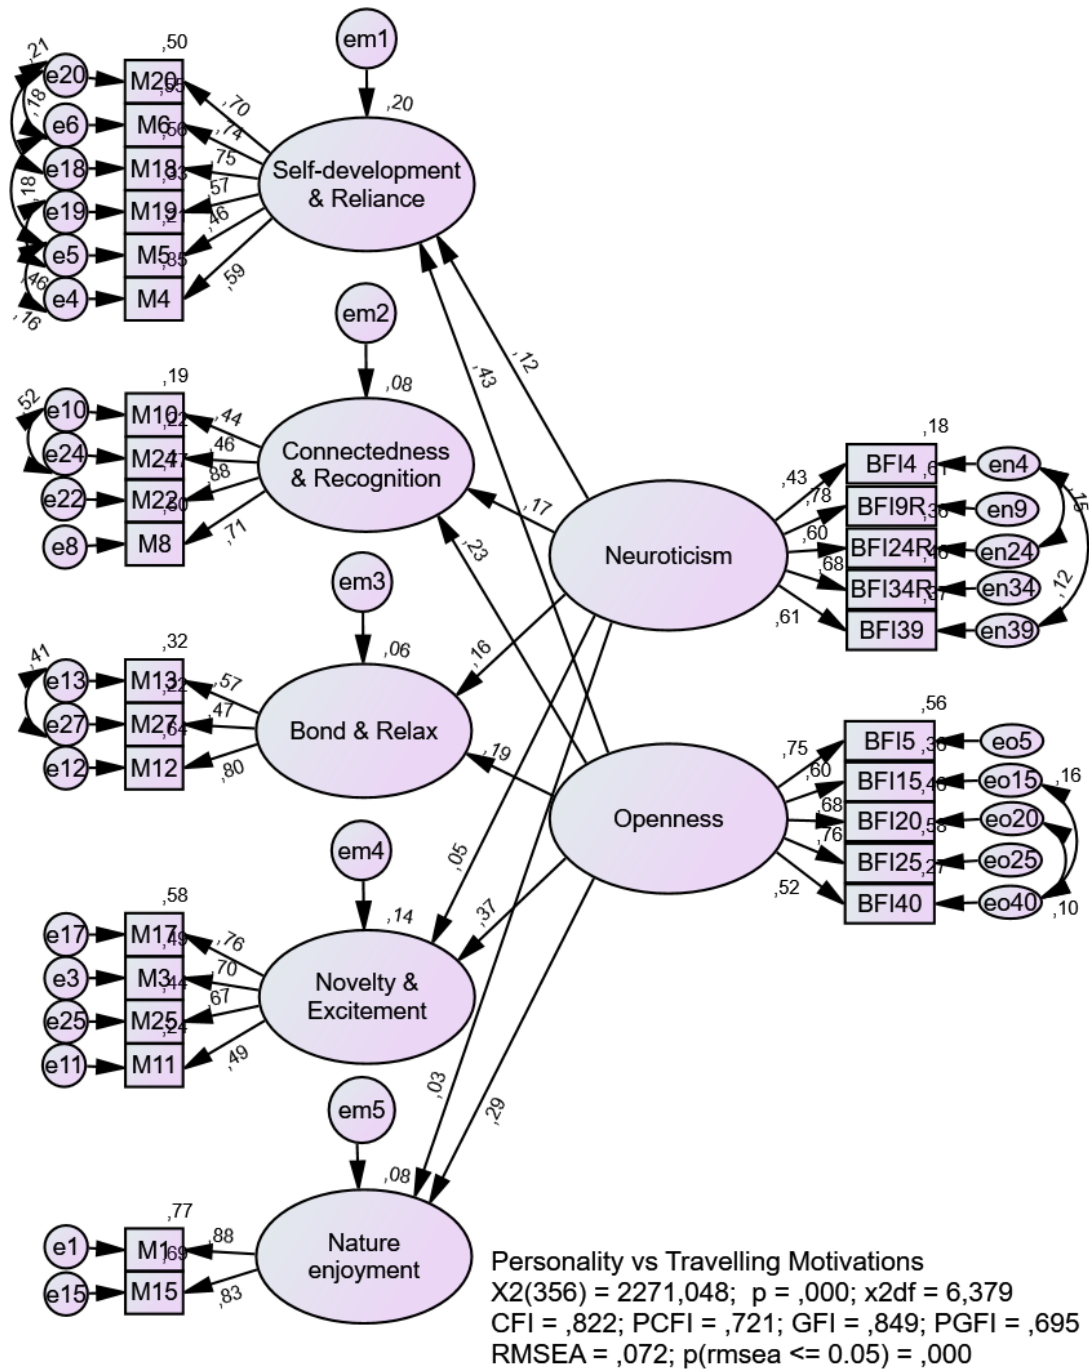 em1
,20
Self-development
& Reliance
,50
,21
,18
,18
,46
,16
e20 M20 ,70
e6 M6 ,74
e18 M18 ,75
e19 M19 ,57
e5 M5 ,46
e4 M4 ,59
em2
,08
Connectedness
& Recognition
,19
,52
e10 M10 ,44
e24 M24 ,46
e22 M22 ,88
e8 M8 ,71
em3
,06
Bond & Relax
,32
,41
e13 M13 ,57
e27 M27 ,47
e12 M12 ,80
em4
,14
Novelty &
Excitement
,58
e17 M17 ,76
e3 M3 ,70
e25 M25 ,67
e11 M11 ,49
em5
,08
Nature
enjoyment
,77
e1 M1 ,69 ,88
e15 M15 ,83
,12
,43
,17
,23
,16
,19
,05
,37
,03
,29
Neuroticism
,18
,43 BFI4 en4
,78 BFI9R en9
,60 BFI24R en24
,68 BFI34R en34
,61 BFI39 en39
,15
,12
Openness
,56
,75 BFI5 eo5
,60 BFI15 eo15
,68 BFI20 eo20
,76 BFI25 eo25
,52 BFI40 eo40
,16
,10
Personality vs Travelling Motivations
X2(356) = 2271,048; p = ,000; x2df = 6,379
CFI = ,822; PCFI = ,721; GFI = ,849; PGFI = ,695
RMSEA = ,072; p(rmsea <= 0.05) = ,000